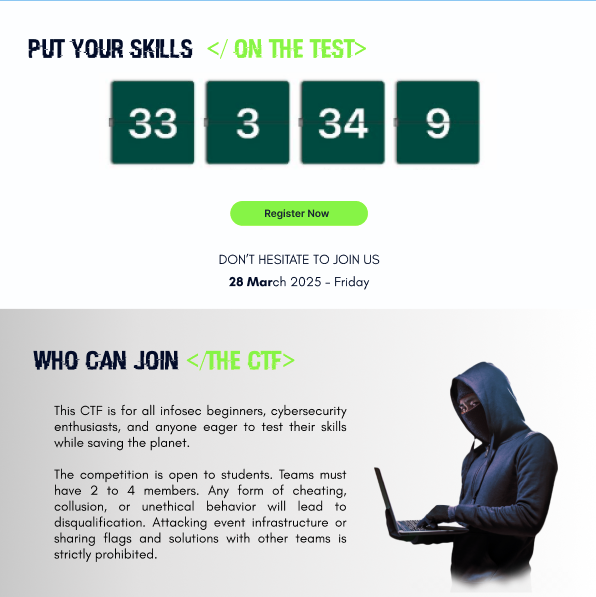 PUT YOUR SKILLS </ ON THE TEST>
33 3 34 9
Register Now
DON'T HESITATE TO JOIN US
28 March 2025 - Friday
WHO CAN JOIN </THE CTF>
This CTF is for all infosec beginners, cybersecurity
enthusiasts, and anyone eager to test their skills
while saving the planet.
The competition is open to students. Teams must
have 2 to 4 members. Any form of cheating,
collusion, or unethical behavior will lead to
disqualification. Attacking event infrastructure or
sharing flags and solutions with other teams is
strictly prohibited.